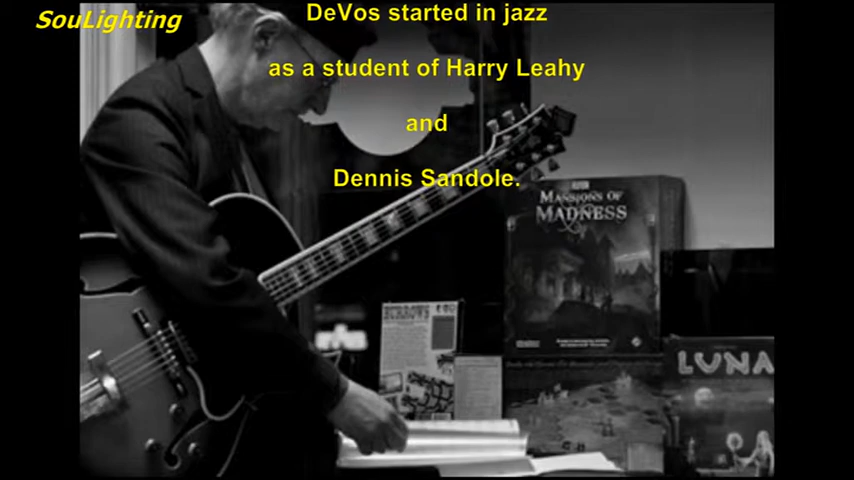 SouLighting
DeVos started in jazz
as a student of Harry Leahy
and
Dennis Sandole.
MANSIONS OF
MADNESS
BURROWS
LUNA